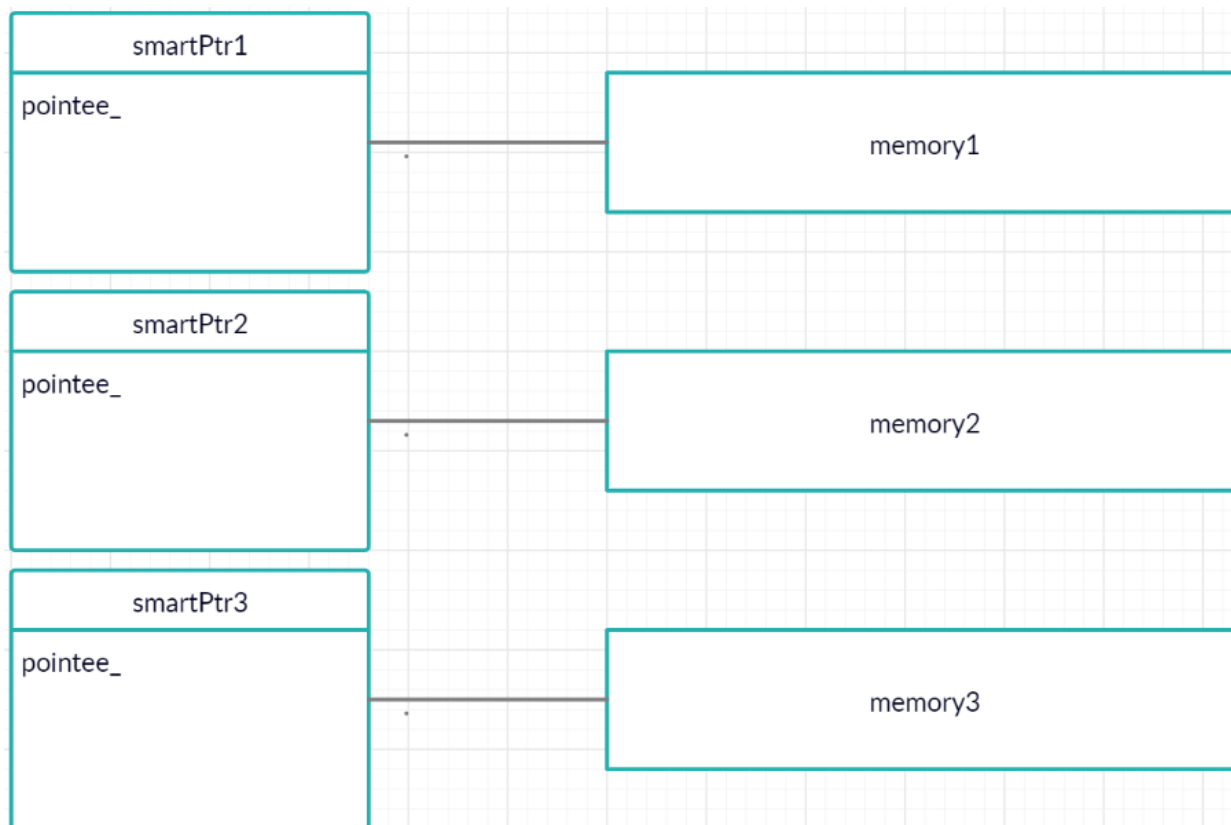 smartPtr1
pointee_
memory1
smartPtr2
pointee_
memory2
smartPtr3
pointee_
memory3